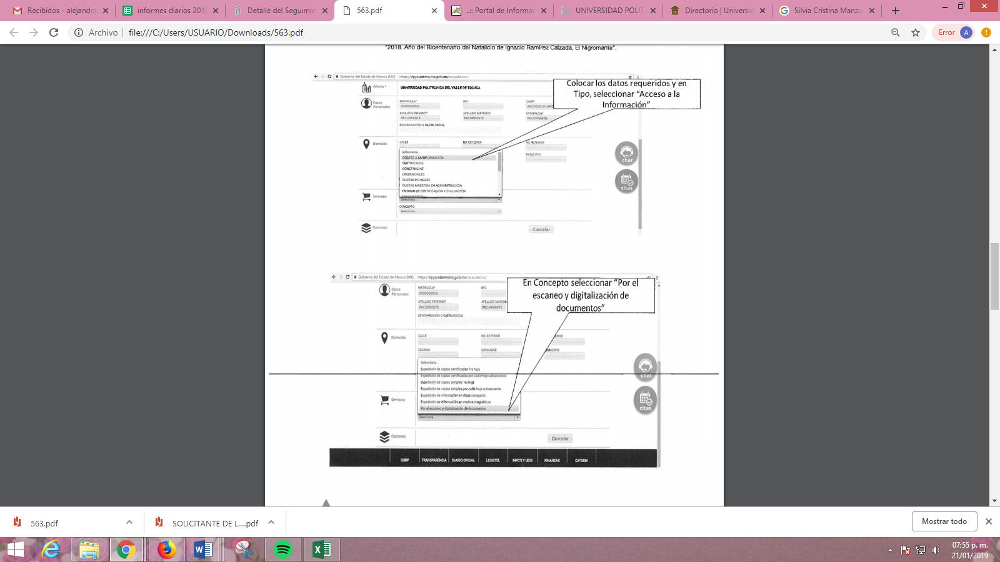 Recibidos - alejandra
informes diarios 2018
Detalle del Seguimie
563.pdf
..:: Portal de Informac
UNIVERSIDAD POLIT
Directorio | Universid
Silvia Cristina Manzu
Archivo
file:///C:/Users/USUARIO/Downloads/563.pdf
Error
A
"2018. Año del Bicentenario del Natalicio de Ignacio Ramírez Calzada, El Nigromante".
Gobierno del Estado de Mexico [MX]
https://sfpya.edomexico.gob.mx/recaudacion/
Colocar los datos requeridos y en
Tipo, seleccionar "Acceso a la
Información"
Oficina *
UNIVERSIDAD POLITECNICA DEL VALLE DE TOLUCA
Datos
Personales
MATRICULA*
RFC
CURP*
0000000000
APELLIDO PATERNO*
APELLIDO MATERNO
NOMBRE(S)*
RECURRENTE
RECURRENTE
RECURRENTE
DENOMINACIÓN O RAZÓN SOCIAL
Domicilio
CALLE
NO. EXTERIOR
NO. INTERIOR
MUNICIPIO
Selecciona...
ACCESO A LA INFORMACIÓN
CERTIFICADOS
CONSTANCIAS
CREDENCIALES
CUOTAS DE INGLÉS
CUOTAS MAESTRÍA EN ADMINISTRACIÓN
ENTIDAD DE CERTIFICACIÓN Y EVALUACIÓN
chat
citas
Servicios
Selecciona...
CONCEPTO
Selecciona...
Opciones
Cancelar
Gobierno del Estado de Mexico [MX]
https://sfpya.edomexico.gob.mx/recaudacion/
En Concepto seleccionar "Por el
escaneo y digitalización de
documentos"
Datos
Personales
MATRICULA*
RFC
0000000000
APELLIDO PATERNO*
APELLIDO MATERN
RECURRENTE
RECURRENTE
DENOMINACIÓN O RAZÓN SOCIAL
Domicilio
CALLE
NO. EXTERIOR
COLONIA
LOCALIDAD
Selecciona...
Expedición de copias certificadas 1ra hoja
Expedición de copias certificadas por cada hoja subsecuente
Expedición de copias simples 1ra hoja
Expedición de copias simples por cada hoja subsecuente
Expedición de información en disco compacto
Expedición de información en medios magnéticos
Por el escaneo y digitalización de documentos
Selecciona...
chat
citas
Servicios
Opciones
Cancelar
CURP
TRANSPARENCIA
DIARIO OFICIAL
LEGISTEL
INPC'S Y UDIS
FINANZAS
CATGEM
563.pdf
SOLICITANTE DE L....pdf
Mostrar todo
07:55 p. m.
21/01/2019